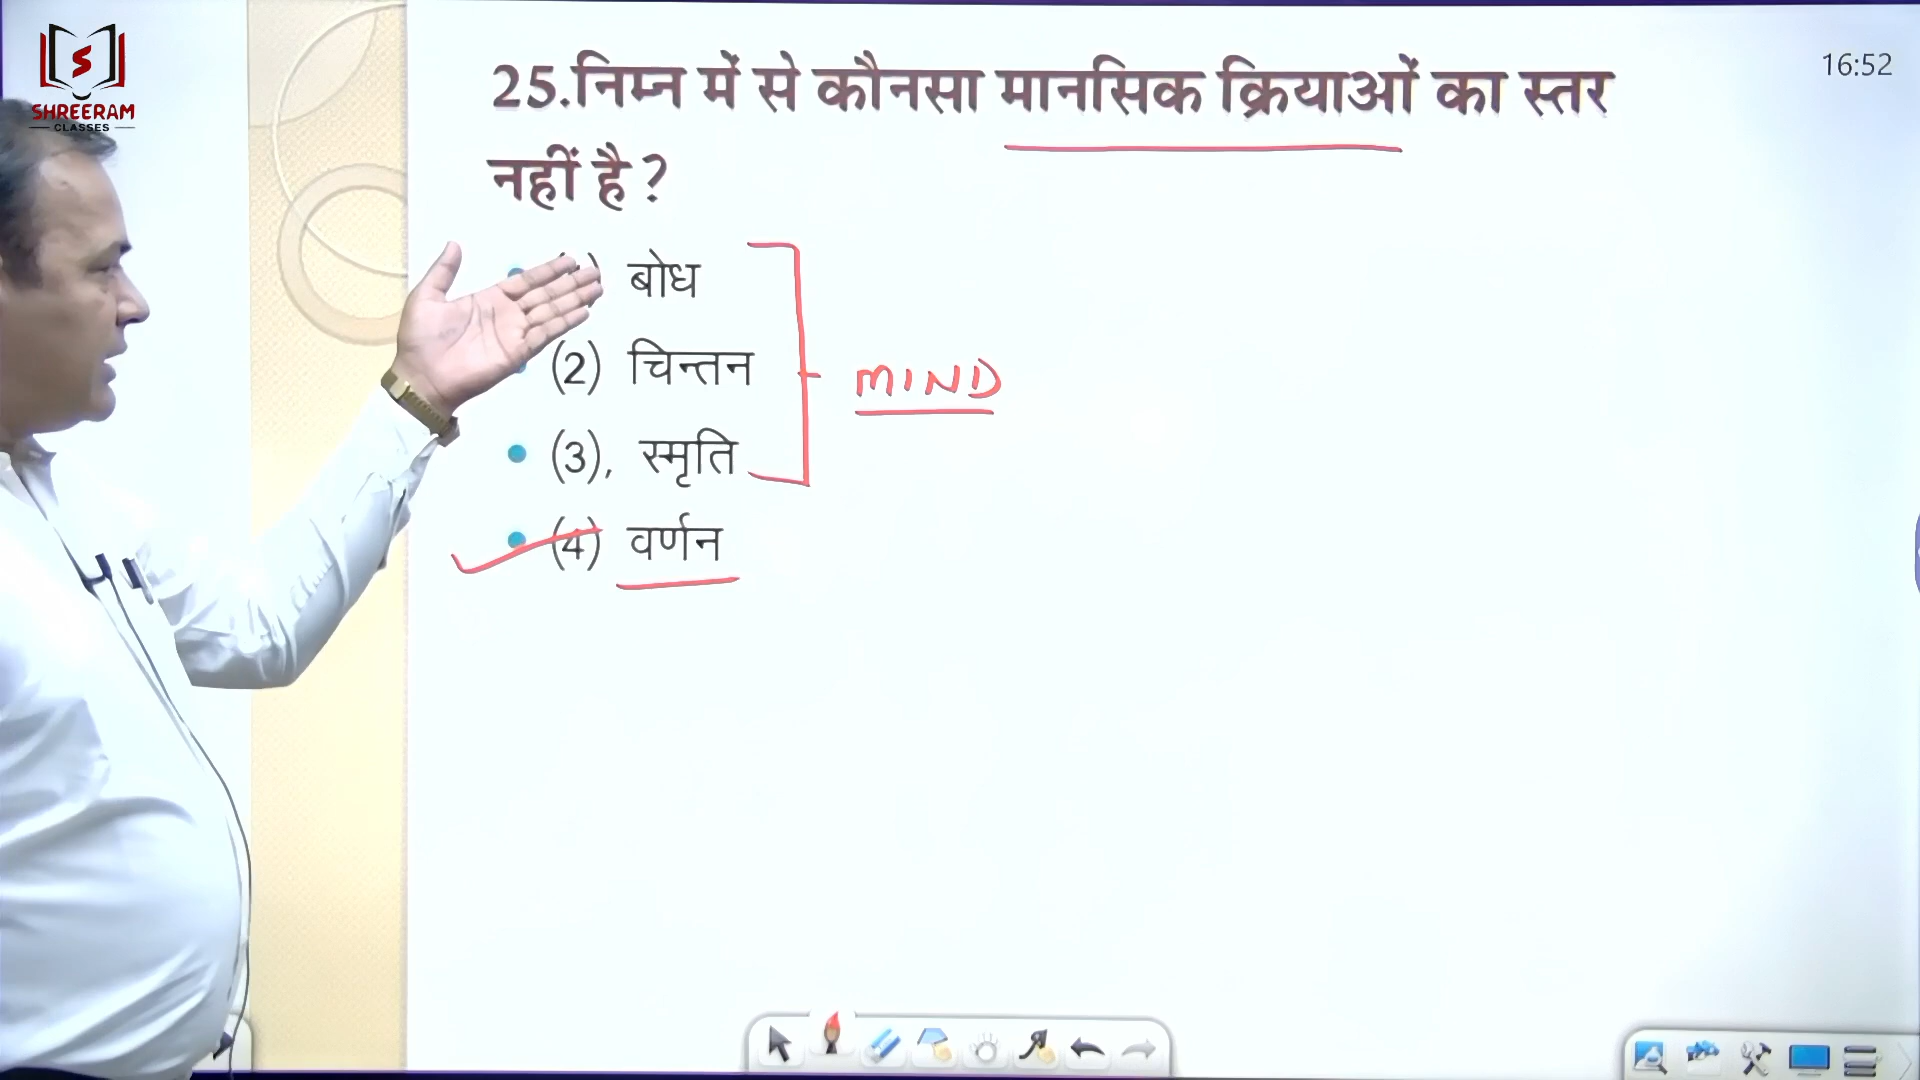 SHREERAM
CLASSES
16:52
25.निम्न में से कौनसा मानसिक क्रियाओं का स्तर
नहीं है ?
बोध
(2) चिन्तन
MIND
(3), स्मृति
(4) वर्णन